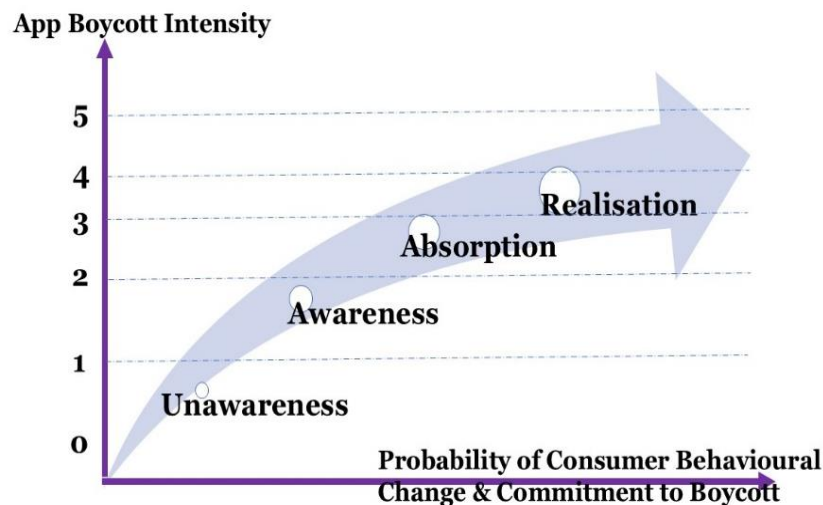 App Boycott Intensity
5
4
3
Realisation
Absorption
2
Awareness
1
Unawareness
0
Probability of Consumer Behavioural
Change & Commitment to Boycott